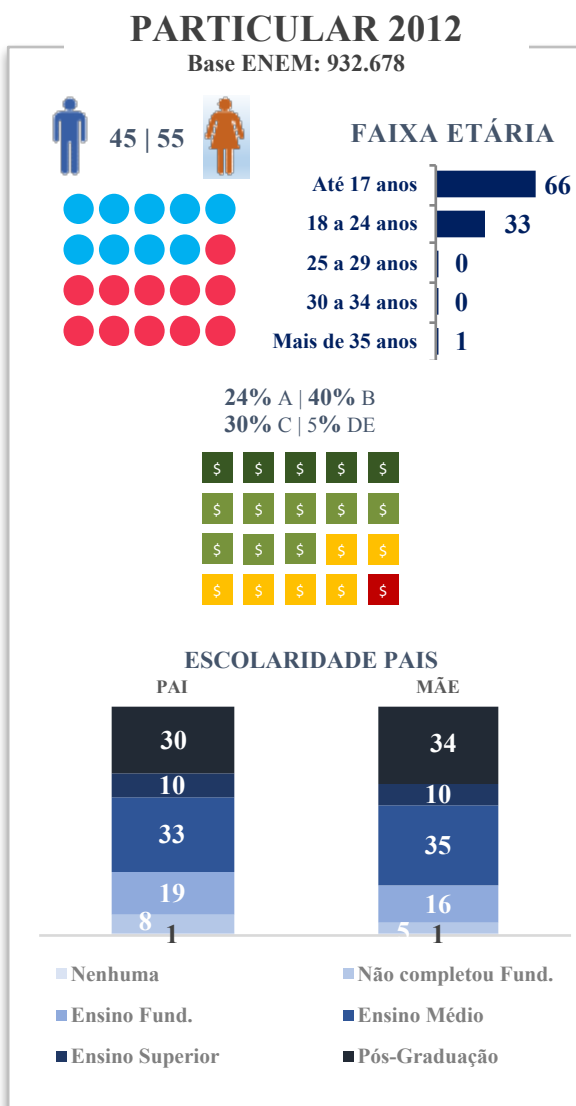 PARTICULAR 2012
Base ENEM: 932.678
45 | 55
FAIXA ETÁRIA
Até 17 anos 66
18 a 24 anos 33
25 a 29 anos 0
30 a 34 anos 0
Mais de 35 anos 1
24% A | 40% B
30% C | 5% DE
$ $ $ $ $
$ $ $ $ $
$ $ $ $ $
$ $ $ $ $
ESCOLARIDADE PAIS
PAI MÃE
30 34
10 10
33 35
19 16
8 5
1 1
Nenhuma Não completou Fund.
Ensino Fund. Ensino Médio
Ensino Superior Pós-Graduação